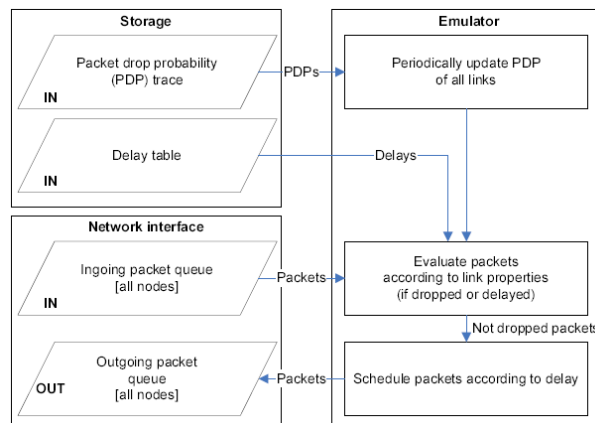 Storage
Packet drop probability
(PDP) trace
IN
PDPs
Delay table
IN
Delays
Network interface
Ingoing packet queue
[all nodes]
IN
Packets
Outgoing packet
queue
[all nodes]
OUT
Packets
Emulator
Periodically update PDP
of all links
Evaluate packets
according to link properties
(if dropped or delayed)
Not dropped packets
Schedule packets according to delay